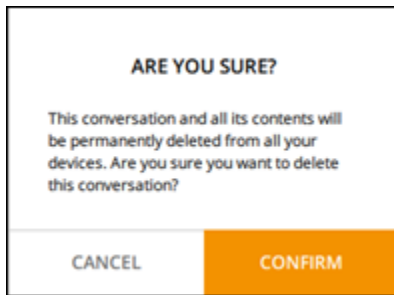 ARE YOU SURE?
This conversation and all its contents will
be permanently deleted from all your
devices. Are you sure you want to delete
this conversation?
CANCEL CONFIRM